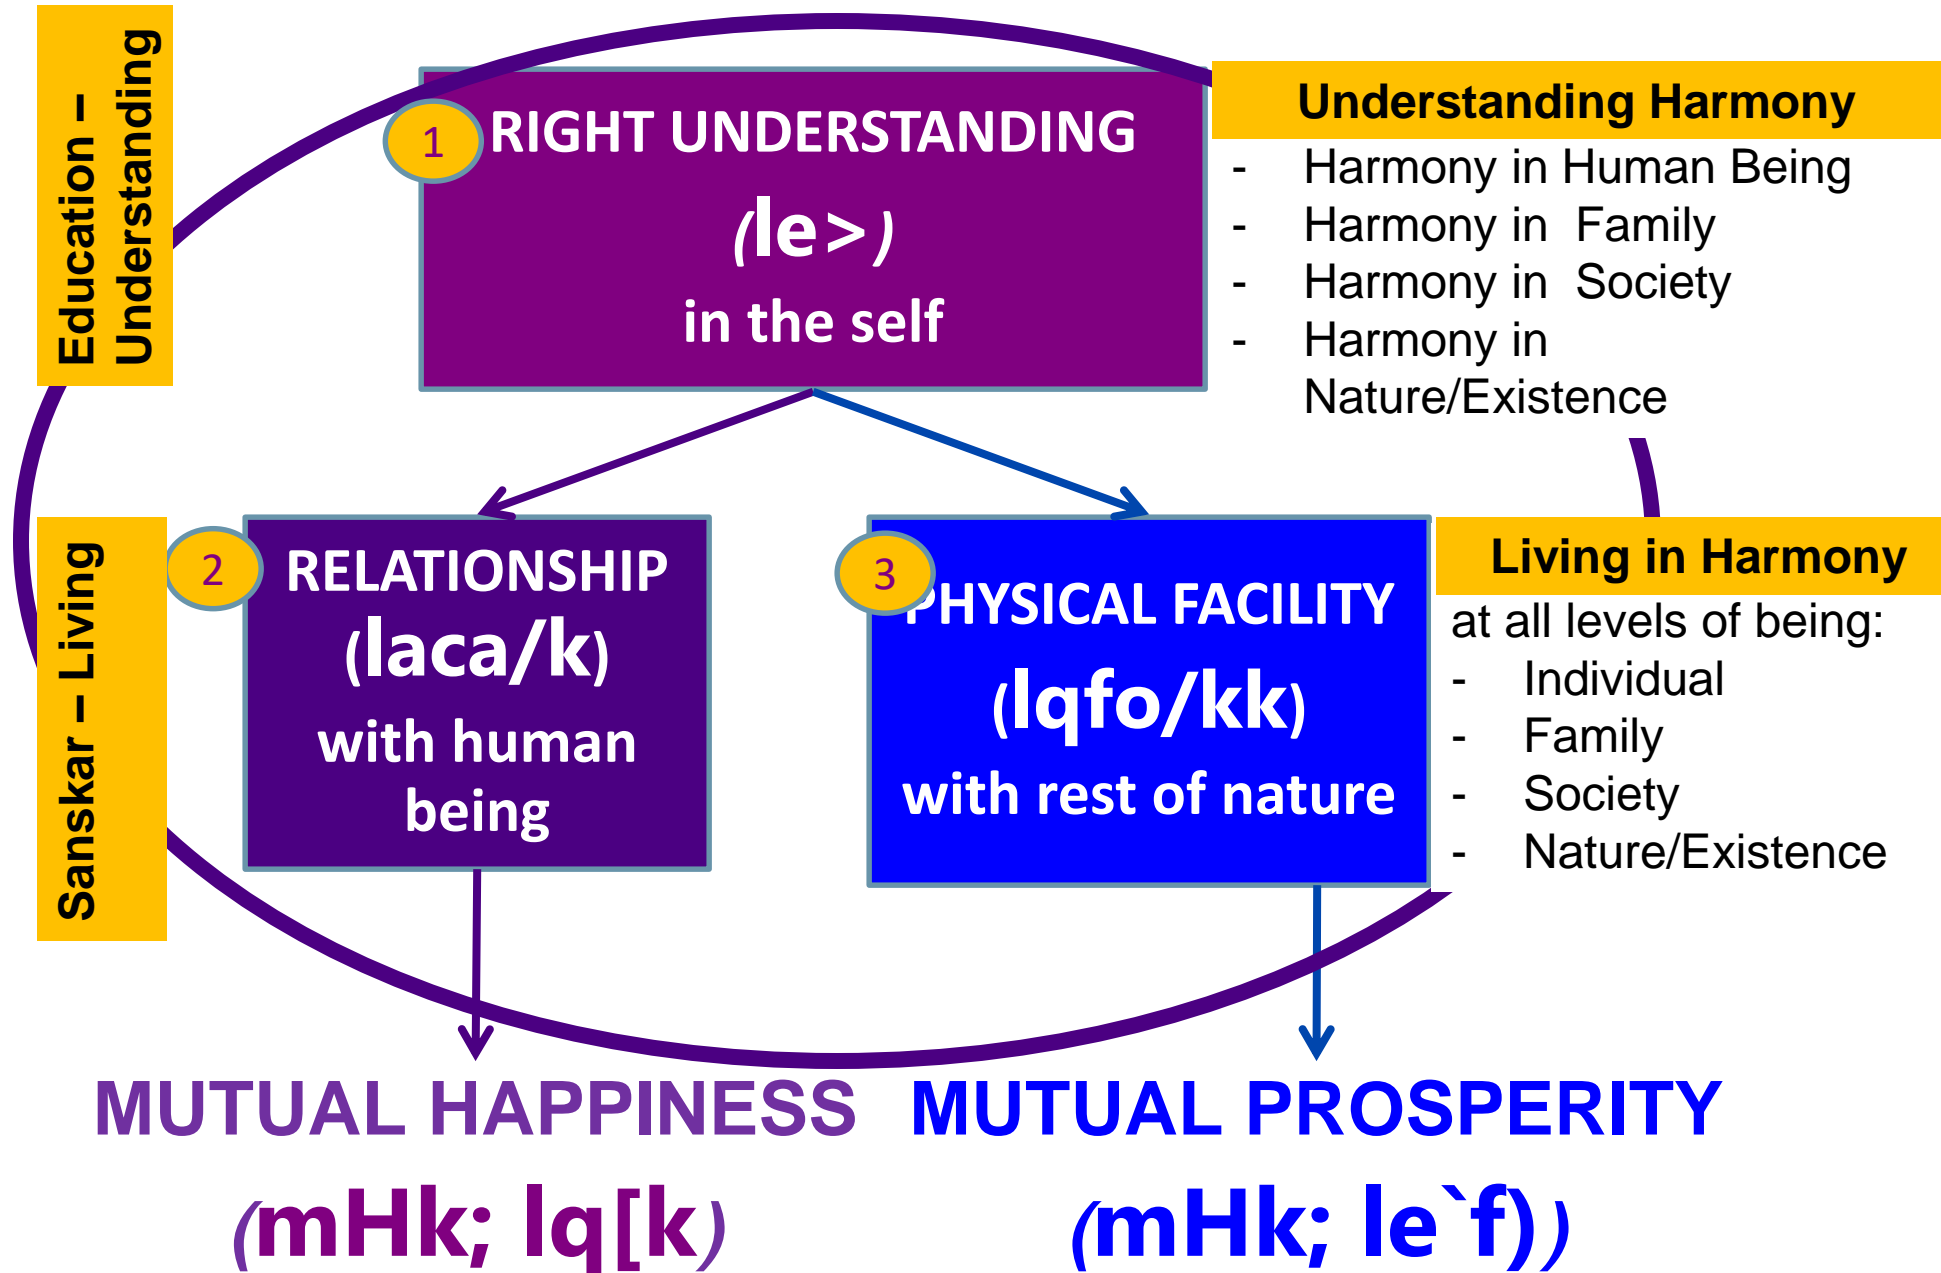 Education –
Understanding
1
RIGHT UNDERSTANDING
(le>)
in the self
Understanding Harmony
- Harmony in Human Being
- Harmony in Family
- Harmony in Society
- Harmony in
Nature/Existence
Sanskar – Living
2
RELATIONSHIP
(laca/k)
with human
being
3
PHYSICAL FACILITY
(lqfo/kk)
with rest of nature
Living in Harmony
at all levels of being:
- Individual
- Family
- Society
- Nature/Existence
MUTUAL HAPPINESS
(mHk; lq[k)
MUTUAL PROSPERITY
(mHk; le`f))